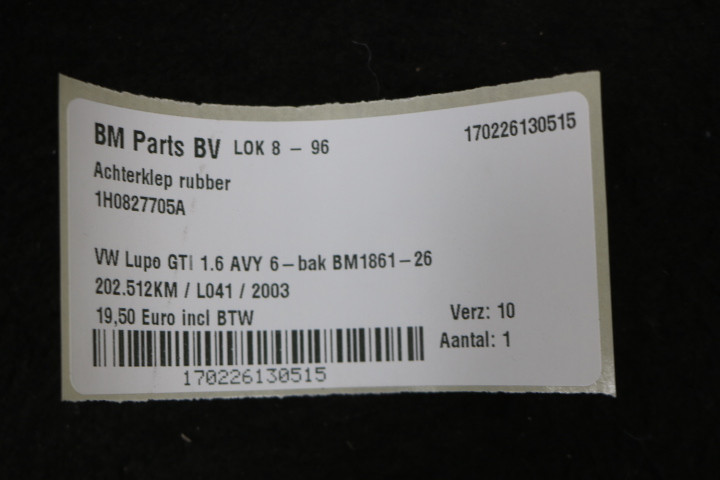 BM Parts BV LOK 8 - 96 170226130515
Achterklep rubber
1H0827705A
VW Lupo GTI 1.6 AVY 6-bak BM1861-26
202.512KM / L041 / 2003
19,50 Euro incl BTW Verz: 10
Aantal: 1
170226130515